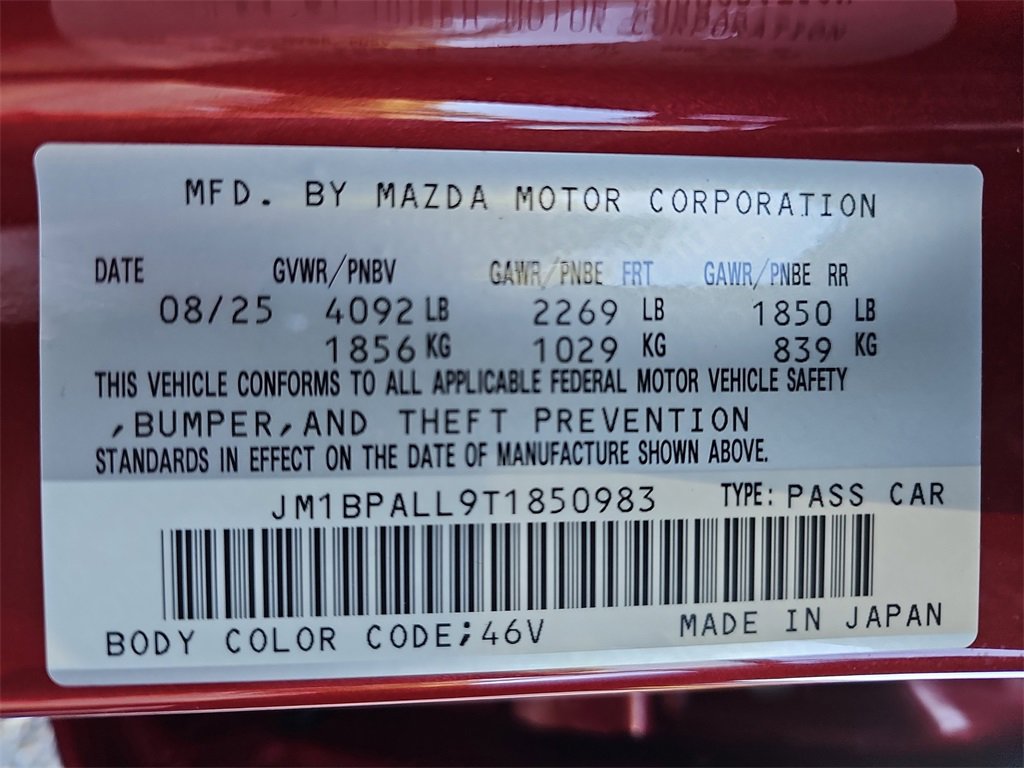 MOTOR CORPORATION
MFD. BY MAZDA MOTOR CORPORATION
DATE GVWR/PNBV GAWR/PNBE FRT GAWR/PNBE RR
08/25 4092 LB 2269 LB 1850 LB
1856 KG 1029 KG 839 KG
THIS VEHICLE CONFORMS TO ALL APPLICABLE FEDERAL MOTOR VEHICLE SAFETY
,BUMPER,AND THEFT PREVENTION
STANDARDS IN EFFECT ON THE DATE OF MANUFACTURE SHOWN ABOVE.
JM1BPALL9T1850983 TYPE: PASS CAR
BODY COLOR CODE;46V MADE IN JAPAN